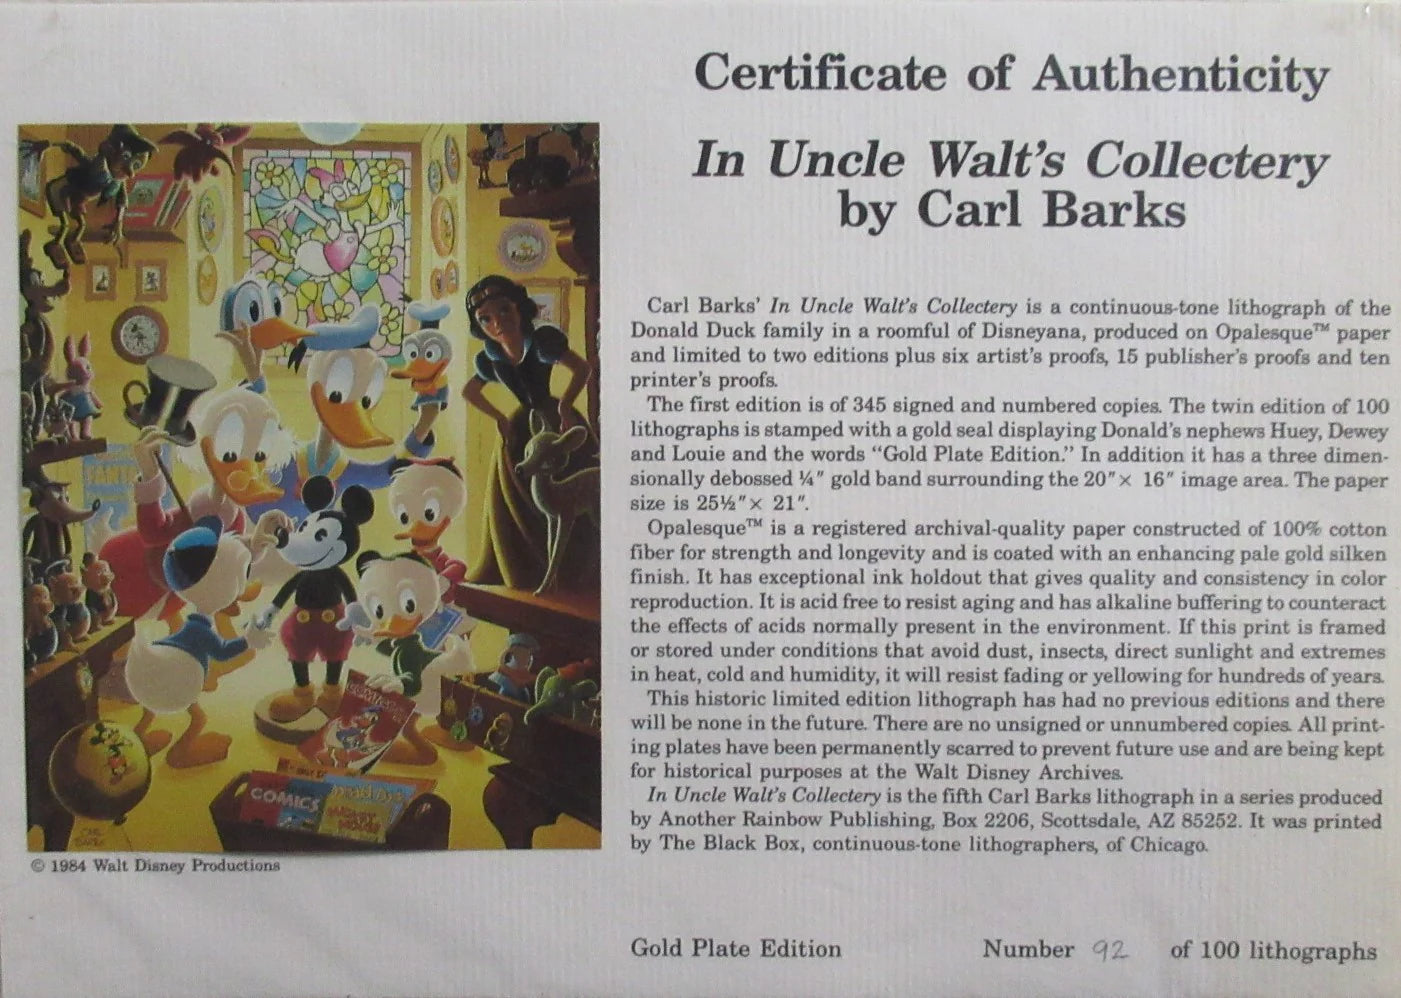 Certificate of Authenticity
In Uncle Walt's Collectery
by Carl Barks
Carl Barks' In Uncle Walt's Collectery is a continuous-tone lithograph of the
Donald Duck family in a roomful of Disneyana, produced on Opalesque™ paper
and limited to two editions plus six artist's proofs, 15 publisher's proofs and ten
printer's proofs.
The first edition is of 345 signed and numbered copies. The twin edition of 100
lithographs is stamped with a gold seal displaying Donald's nephews Huey, Dewey
and Louie and the words "Gold Plate Edition." In addition it has a three dimen-
sionally debossed ¼" gold band surrounding the 20" × 16" image area. The paper
size is 25½" × 21".
Opalesque™ is a registered archival-quality paper constructed of 100% cotton
fiber for strength and longevity and is coated with an enhancing pale gold silken
finish. It has exceptional ink holdout that gives quality and consistency in color
reproduction. It is acid free to resist aging and has alkaline buffering to counteract
the effects of acids normally present in the environment. If this print is framed
or stored under conditions that avoid dust, insects, direct sunlight and extremes
in heat, cold and humidity, it will resist fading or yellowing for hundreds of years.
This historic limited edition lithograph has had no previous editions and there
will be none in the future. There are no unsigned or unnumbered copies. All print-
ing plates have been permanently scarred to prevent future use and are being kept
for historical purposes at the Walt Disney Archives.
In Uncle Walt's Collectery is the fifth Carl Barks lithograph in a series produced
by Another Rainbow Publishing, Box 2206, Scottsdale, AZ 85252. It was printed
by The Black Box, continuous-tone lithographers, of Chicago.
COMICS
COMICS
MICKEY
MOUSE
CARL
BARKS
© 1984 Walt Disney Productions
Gold Plate Edition Number 92 of 100 lithographs